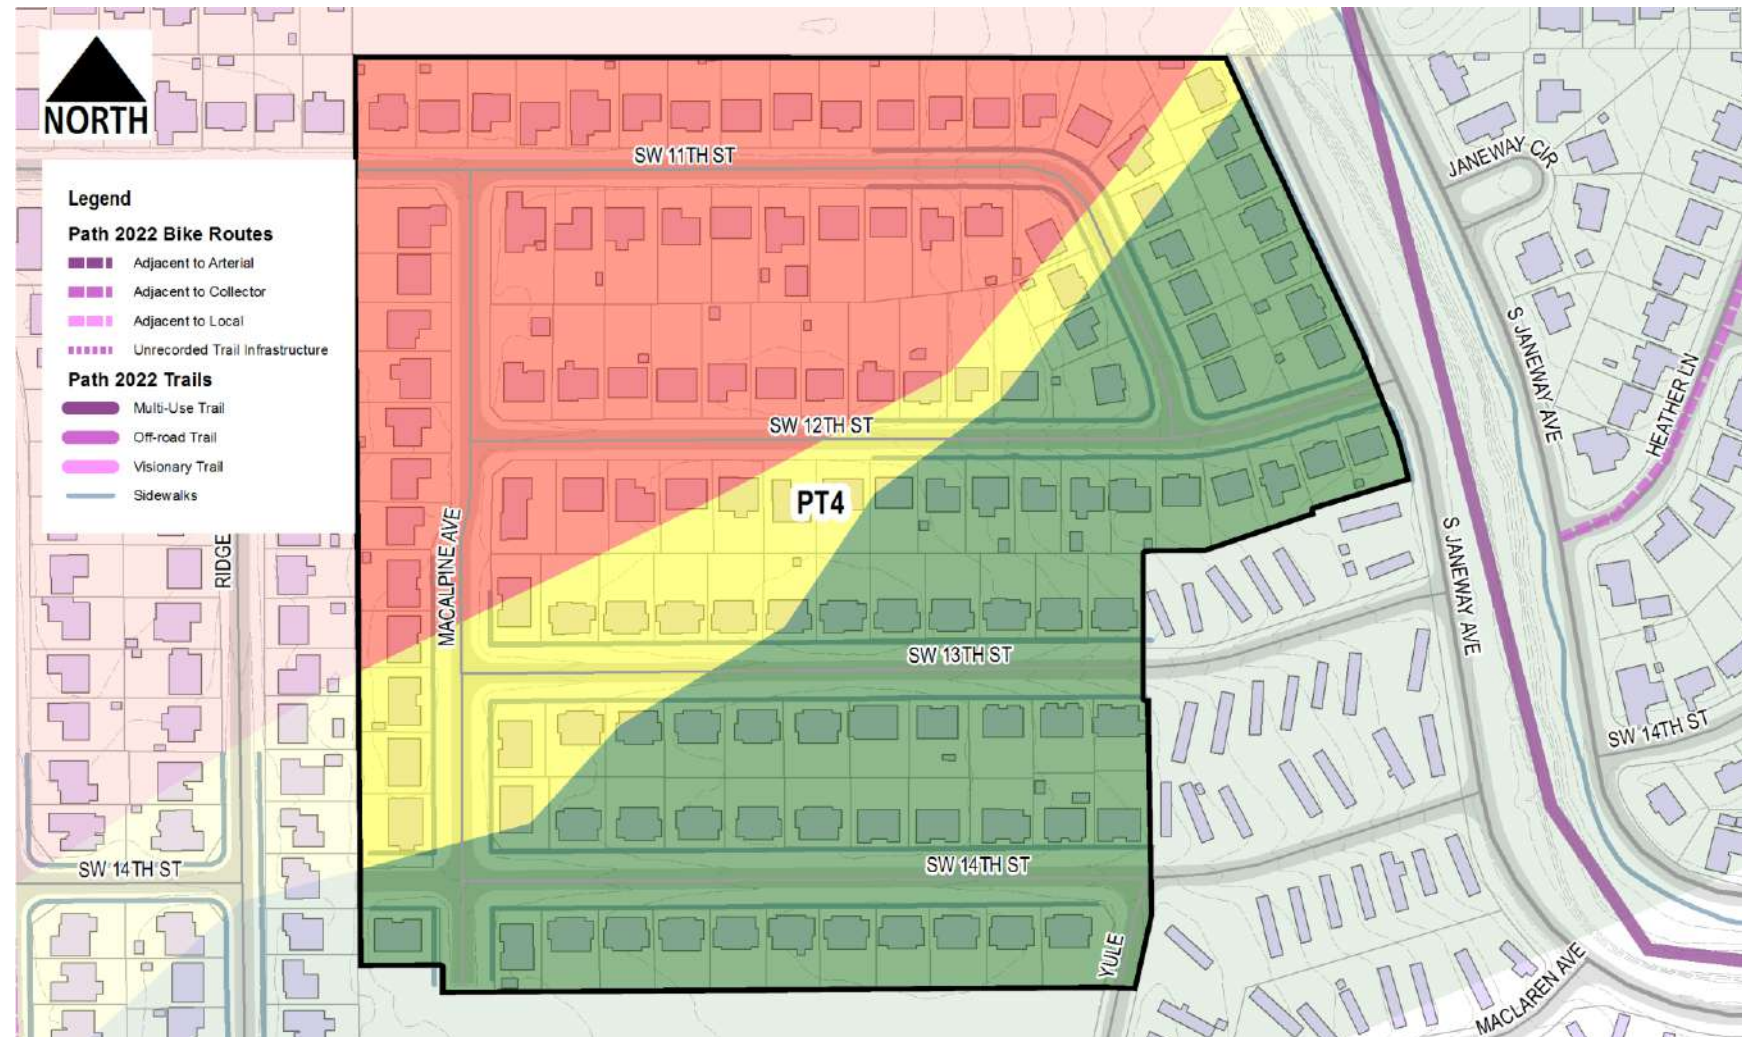 NORTH
Legend
Path 2022 Bike Routes
Adjacent to Arterial
Adjacent to Collector
Adjacent to Local
Unrecorded Trail Infrastructure
Path 2022 Trails
Multi-Use Trail
Off-road Trail
Visionary Trail
Sidewalks
SW 11TH ST
JANEWAY CIR
S JANEWAY AVE
HEATHER LN
SW 12TH ST
PT4
MACALPINE AVE
RIDGE
S JANEWAY AVE
SW 13TH ST
SW 14TH ST
SW 14TH ST
SW 14TH ST
YULE
MACLAREN AVE